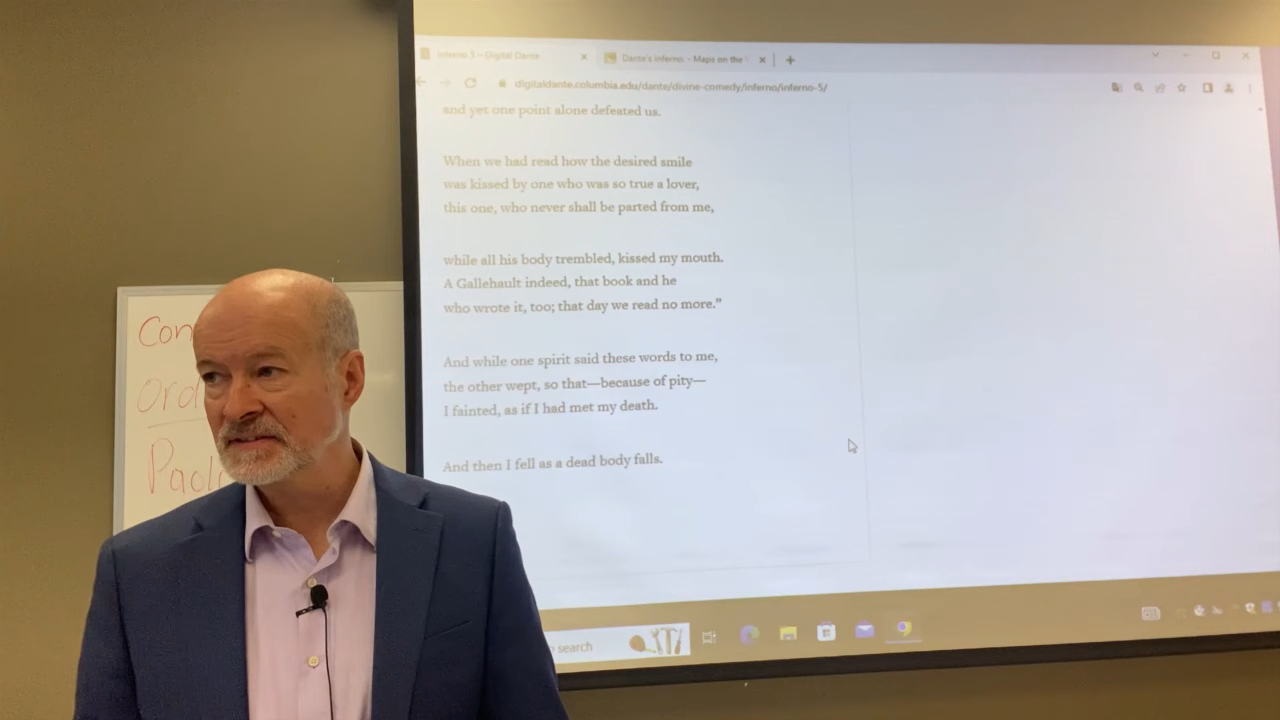 Inferno 5 – Digital Dante
Dante's Inferno - Maps on the
digitaldante.columbia.edu/dante/divine-comedy/inferno/inferno-5/
and yet one point alone defeated us.
When we had read how the desired smile
was kissed by one who was so true a lover,
this one, who never shall be parted from me,
while all his body trembled, kissed my mouth.
A Gallehault indeed, that book and he
who wrote it, too; that day we read no more.”
And while one spirit said these words to me,
the other wept, so that—because of pity—
I fainted, as if I had met my death.
And then I fell as a dead body falls.
search
Con
Ord
Paol